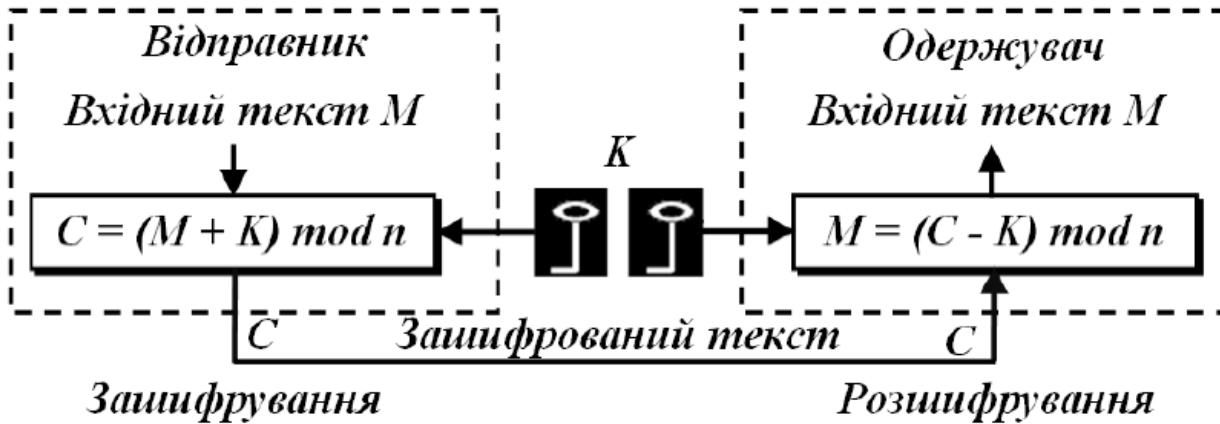 Відправник
Вхідний текст M
C = (M + K) mod n
K
Одержувач
Вхідний текст M
M = (C - K) mod n
C
Зашифрований текст
C
Зашифрування
Розшифрування